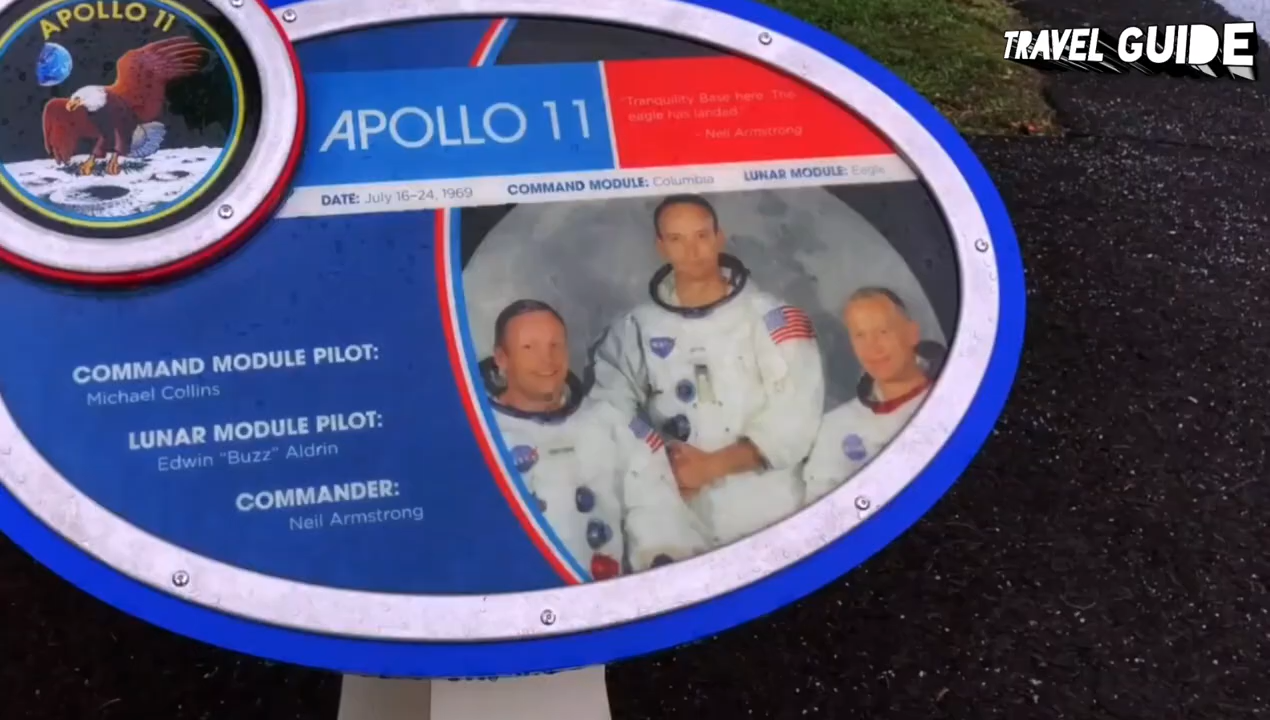 APOLLO 11
TRAVEL GUIDE
APOLLO 11
"Tranquility Base here. The
eagle has landed."
- Neil Armstrong
DATE: July 16-24, 1969
COMMAND MODULE: Columbia
LUNAR MODULE: Eagle
COMMAND MODULE PILOT:
Michael Collins
LUNAR MODULE PILOT:
Edwin "Buzz" Aldrin
COMMANDER:
Neil Armstrong